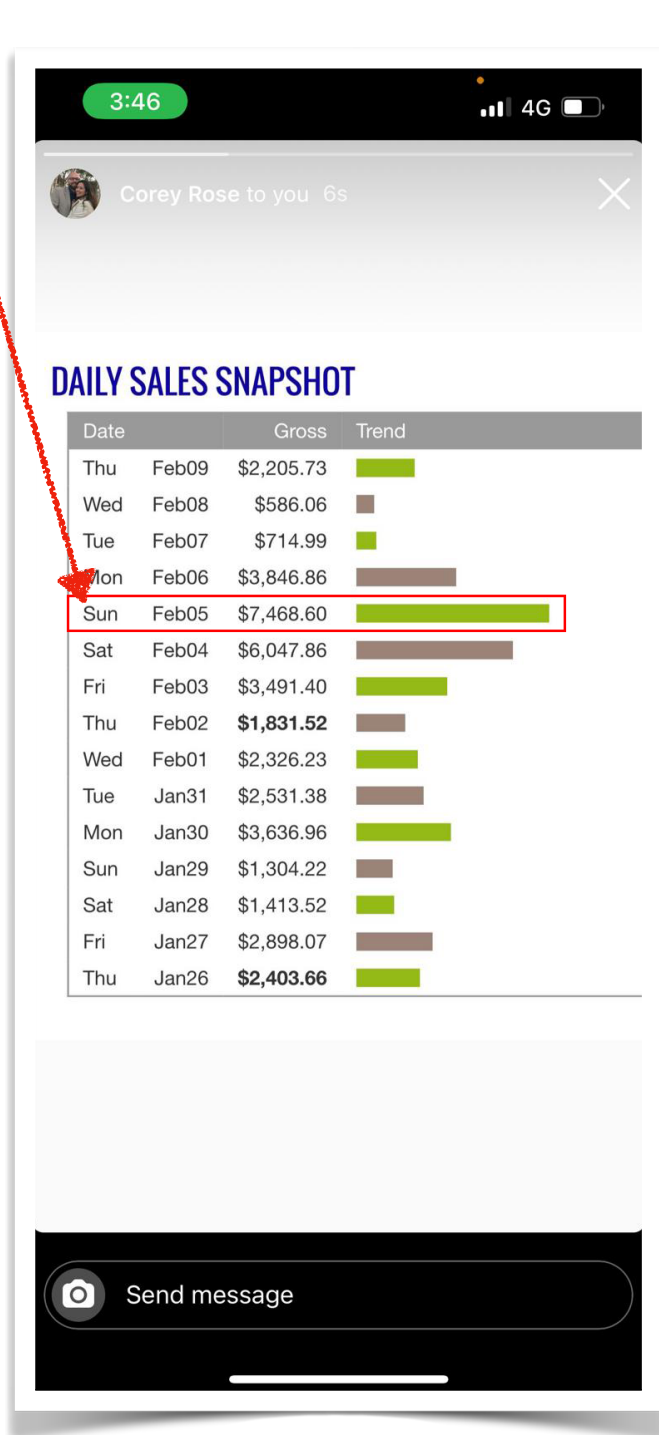 3:46 4G
Corey Rose to you 6s
DAILY SALES SNAPSHOT
Date Gross Trend
Thu Feb09 $2,205.73
Wed Feb08 $586.06
Tue Feb07 $714.99
Mon Feb06 $3,846.86
Sun Feb05 $7,468.60
Sat Feb04 $6,047.86
Fri Feb03 $3,491.40
Thu Feb02 $1,831.52
Wed Feb01 $2,326.23
Tue Jan31 $2,531.38
Mon Jan30 $3,636.96
Sun Jan29 $1,304.22
Sat Jan28 $1,413.52
Fri Jan27 $2,898.07
Thu Jan26 $2,403.66
Send message